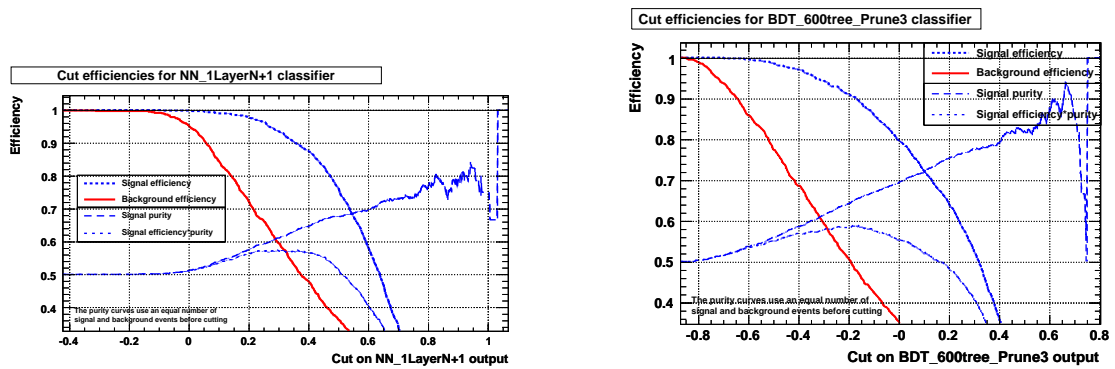 Cut efficiencies for NN_1LayerN+1 classifier
Efficiency
1
0.9
0.8
0.7
0.6
0.5
0.4
Signal efficiency
Background efficiency
Signal purity
Signal efficiency*purity
The purity curves use an equal number of
signal and background events before cutting
-0.4 -0.2 0 0.2 0.4 0.6 0.8 1
Cut on NN_1LayerN+1 output
Cut efficiencies for BDT_600tree_Prune3 classifier
Efficiency
1
0.9
0.8
0.7
0.6
0.5
0.4
Signal efficiency
Background efficiency
Signal purity
Signal efficiency*purity
The purity curves use an equal number of
signal and background events before cutting
-0.8 -0.6 -0.4 -0.2 -0 0.2 0.4 0.6 0.8
Cut on BDT_600tree_Prune3 output